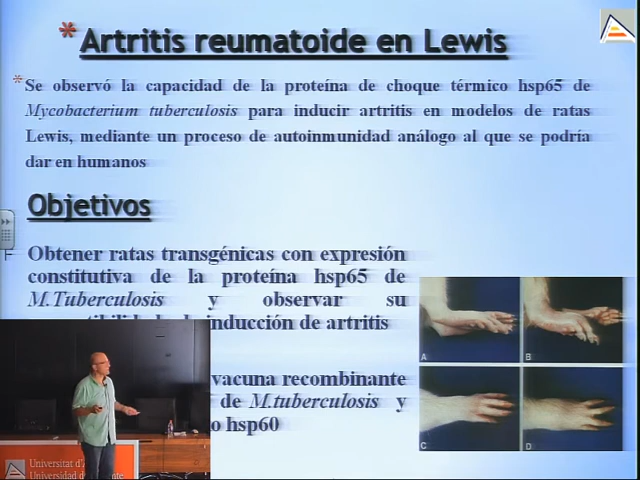 * Artritis reumatoide en Lewis
* Se observó la capacidad de la proteína de choque térmico hsp65 de
Mycobacterium tuberculosis para inducir artritis en modelos de ratas
Lewis, mediante un proceso de autoinmunidad análogo al que se podría
dar en humanos
Objetivos
Obtener ratas transgénicas con expresión
constitutiva de la proteína hsp65 de
M.Tuberculosis y observar su
inducción de artritis
vacuna recombinante
de M.tuberculosis y
hsp60
A
B
C
D
Universitat d'A
Universidad de